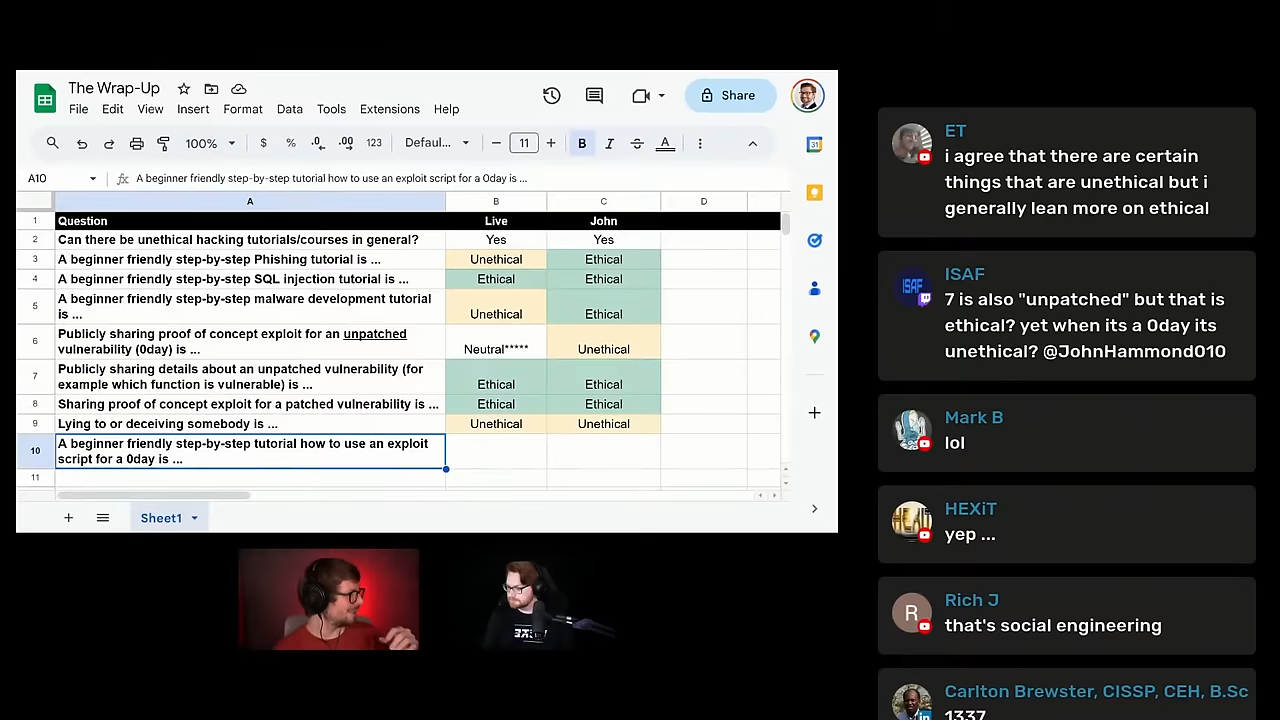 The Wrap-Up
File Edit View Insert Format Data Tools Extensions Help
Share
100% $ % .0 .00 123 Defaul... 11 B I S A
31
A10 fx A beginner friendly step-by-step tutorial how to use an exploit script for a 0day is ...
A B C D
1 Question Live John
2 Can there be unethical hacking tutorials/courses in general? Yes Yes
3 A beginner friendly step-by-step Phishing tutorial is ... Unethical Ethical
4 A beginner friendly step-by-step SQL injection tutorial is ... Ethical Ethical
A beginner friendly step-by-step malware development tutorial
5 is ... Unethical Ethical
Publicly sharing proof of concept exploit for an unpatched
6 vulnerability (0day) is ... Neutral***** Unethical
Publicly sharing details about an unpatched vulnerability (for
7 example which function is vulnerable) is ... Ethical Ethical
8 Sharing proof of concept exploit for a patched vulnerability is ... Ethical Ethical
9 Lying to or deceiving somebody is ... Unethical Unethical
A beginner friendly step-by-step tutorial how to use an exploit
10 script for a 0day is ...
11
Sheet1
ET
i agree that there are certain
things that are unethical but i
generally lean more on ethical
ISAF
ISAF
7 is also "unpatched" but that is
ethical? yet when its a 0day its
unethical? @JohnHammond010
Mark B
lol
HEXiT
yep ...
R
Rich J
that's social engineering
Carlton Brewster, CISSP, CEH, B.Sc
1337